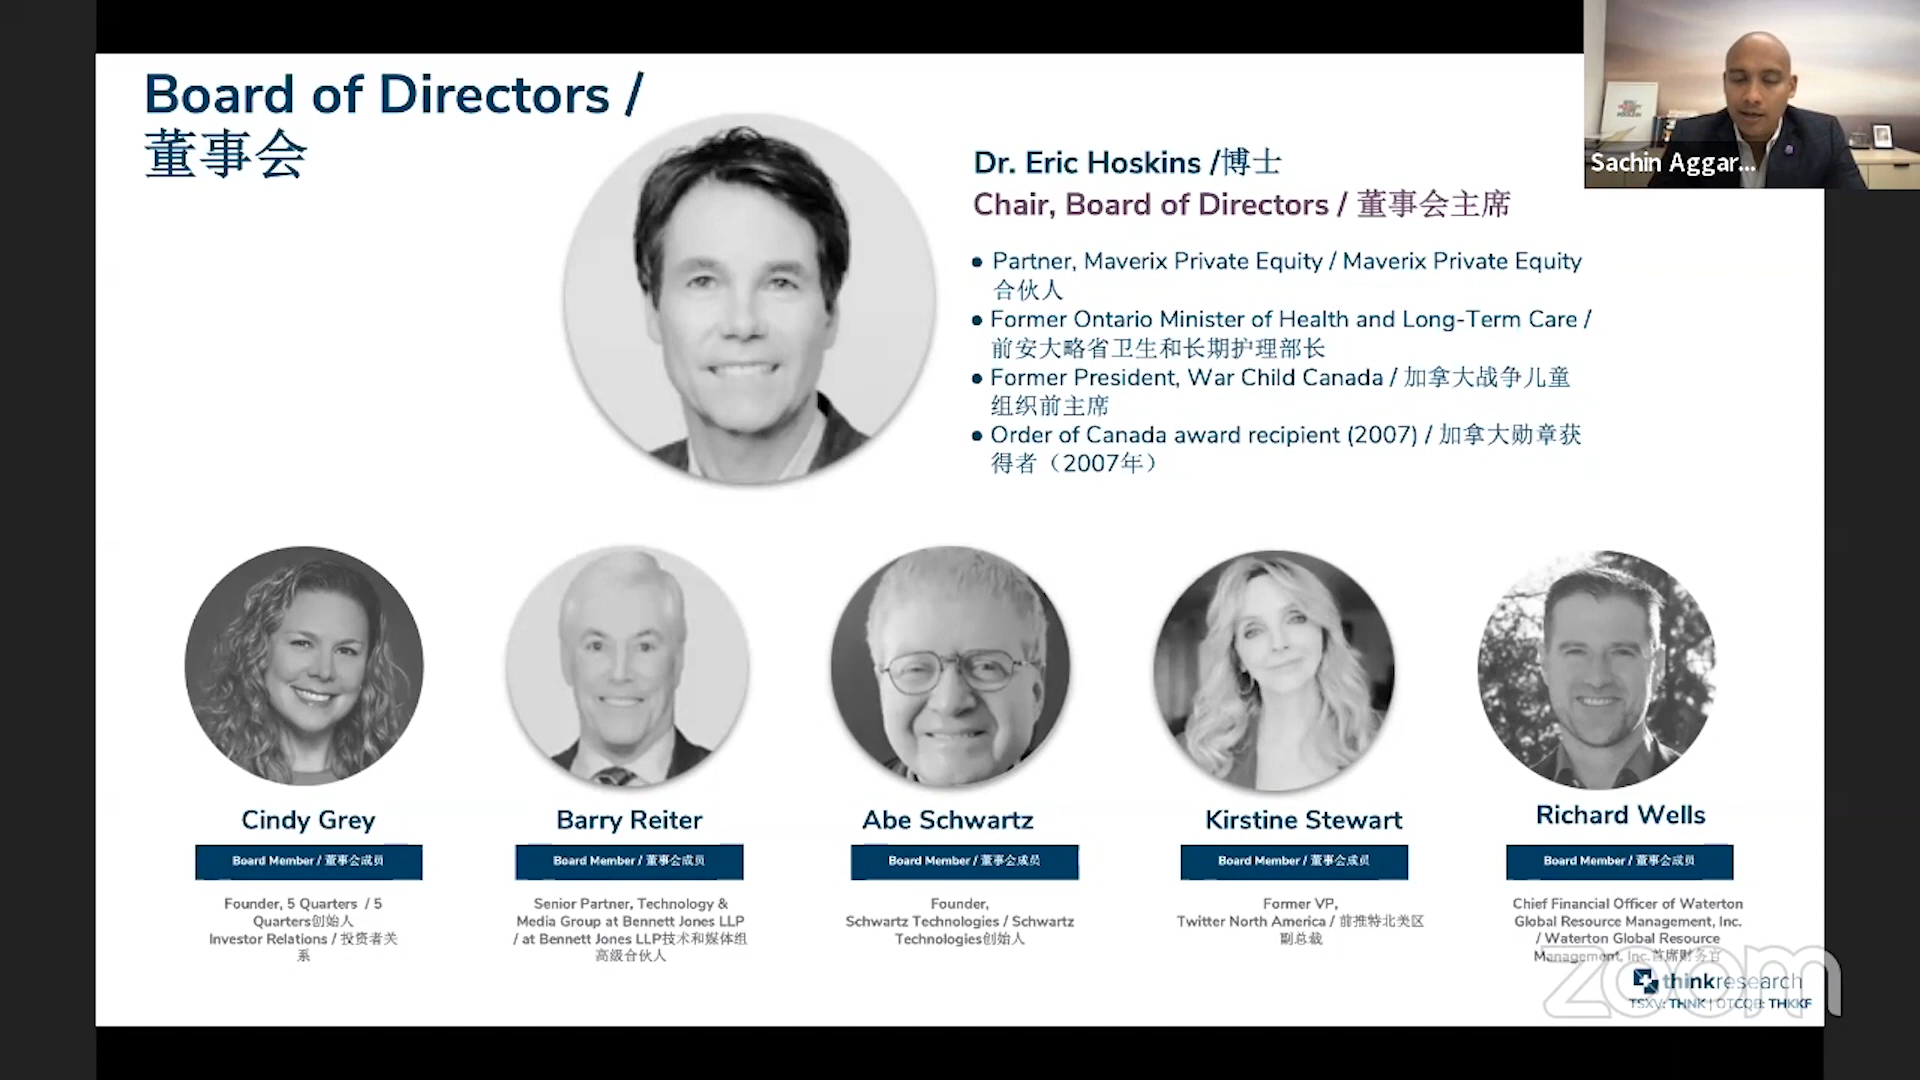 Board of Directors /
董事会
Sachin Aggar...
Dr. Eric Hoskins /博士
Chair, Board of Directors / 董事会主席
● Partner, Maverix Private Equity / Maverix Private Equity
合伙人
● Former Ontario Minister of Health and Long-Term Care /
前安大略省卫生和长期护理部长
● Former President, War Child Canada / 加拿大战争儿童
组织前主席
● Order of Canada award recipient (2007) / 加拿大勋章获
得者（2007年）
Cindy Grey
Board Member / 董事会成员
Founder, 5 Quarters / 5
Quarters创始人
Investor Relations / 投资者关
系
Barry Reiter
Board Member / 董事会成员
Senior Partner, Technology &
Media Group at Bennett Jones LLP
/ at Bennett Jones LLP技术和媒体组
高级合伙人
Abe Schwartz
Board Member / 董事会成员
Founder,
Schwartz Technologies / Schwartz
Technologies创始人
Kirstine Stewart
Board Member / 董事会成员
Former VP,
Twitter North America / 前推特北美区
副总裁
Richard Wells
Board Member / 董事会成员
Chief Financial Officer of Waterton
Global Resource Management, Inc.
/ Waterton Global Resource
Management, Inc.首席财务官
thinkresearch
TSXV: THNK | OTCQB: THKKF
zoom